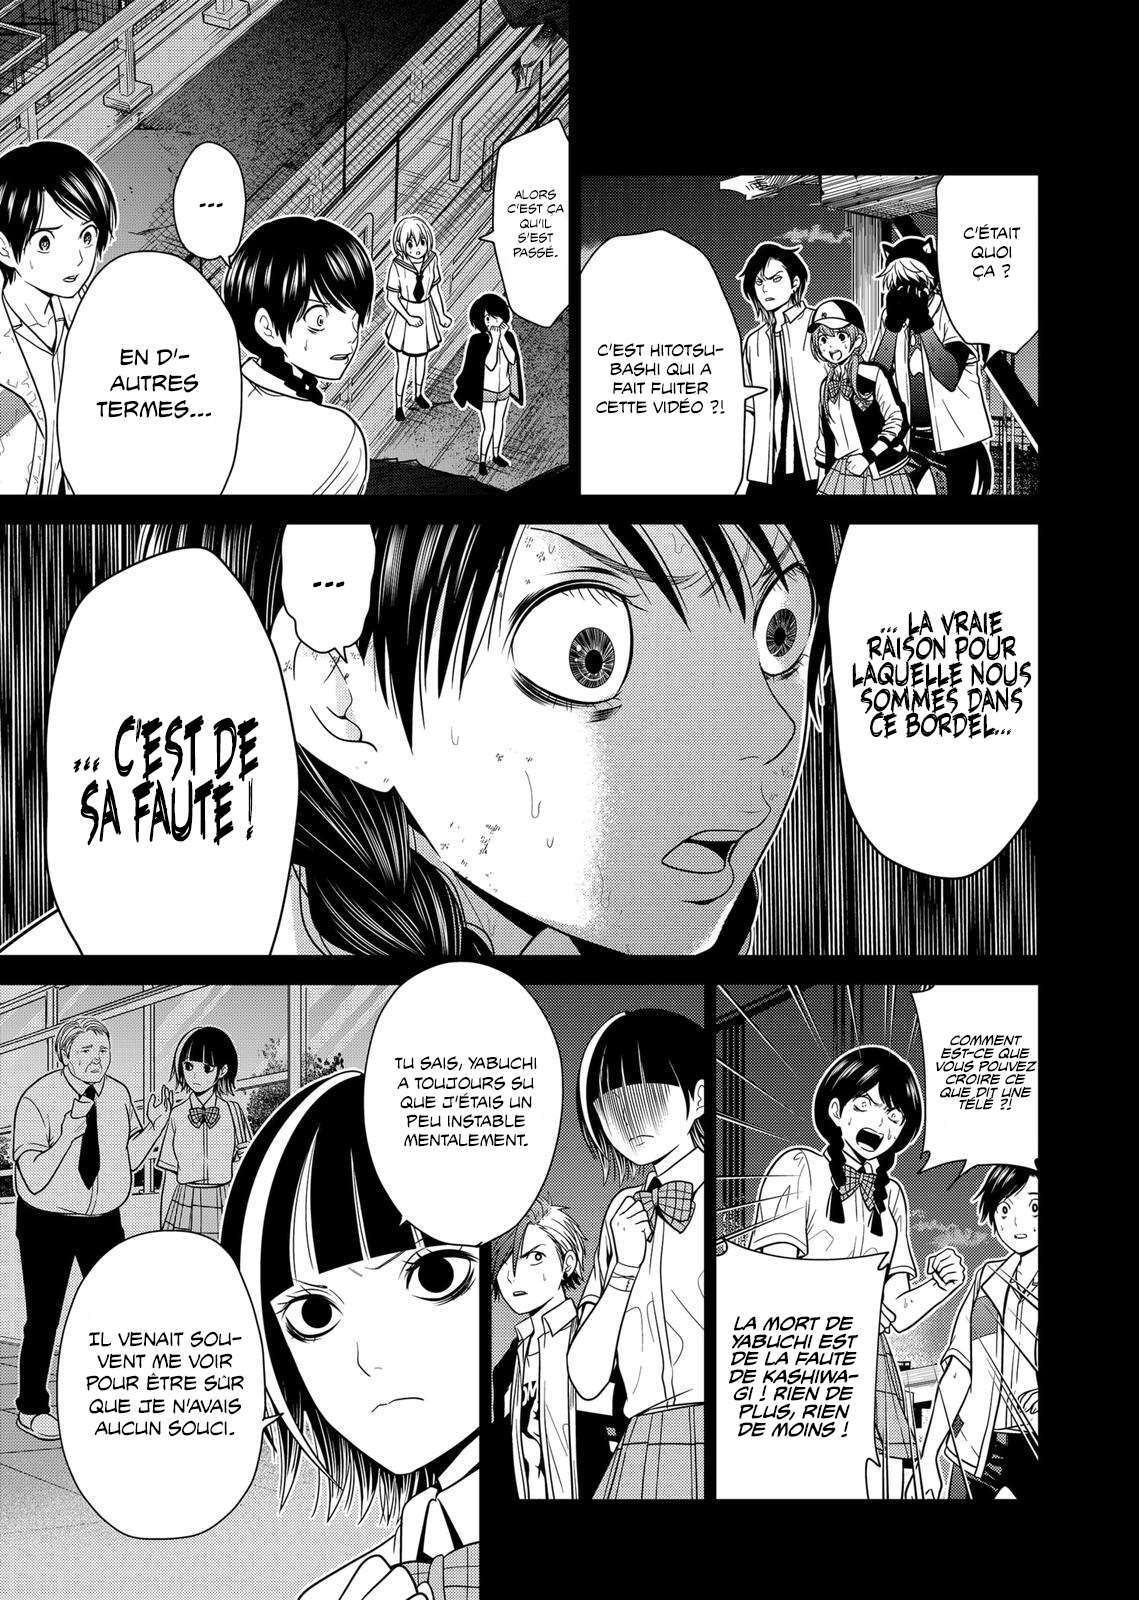 C'ÉTAIT
QUOI
ÇA ?
C'EST HITOTSU-
BASHI QUI A
FAIT FUITER
CETTE VIDÉO ?!
ALORS
C'EST ÇA
QU'IL
S'EST
PASSÉ.
...
EN D'-
AUTRES
TERMES...
... LA VRAIE
RAISON POUR
LAQUELLE NOUS
SOMMES DANS
CE BORDEL...
...
... C'EST DE
SA FAUTE !
COMMENT
EST-CE QUE
VOUS POUVEZ
CROIRE CE
QUE DIT UNE
TÉLÉ ?!
LA MORT DE
YABUCHI EST
DE LA FAUTE
DE KASHIWA-
GI ! RIEN DE
PLUS, RIEN
DE MOINS !
TU SAIS, YABUCHI
A TOUJOURS SU
QUE J'ÉTAIS UN
PEU INSTABLE
MENTALEMENT.
IL VENAIT SOU-
VENT ME VOIR
POUR ÊTRE SÛR
QUE JE N'AVAIS
AUCUN SOUCI.